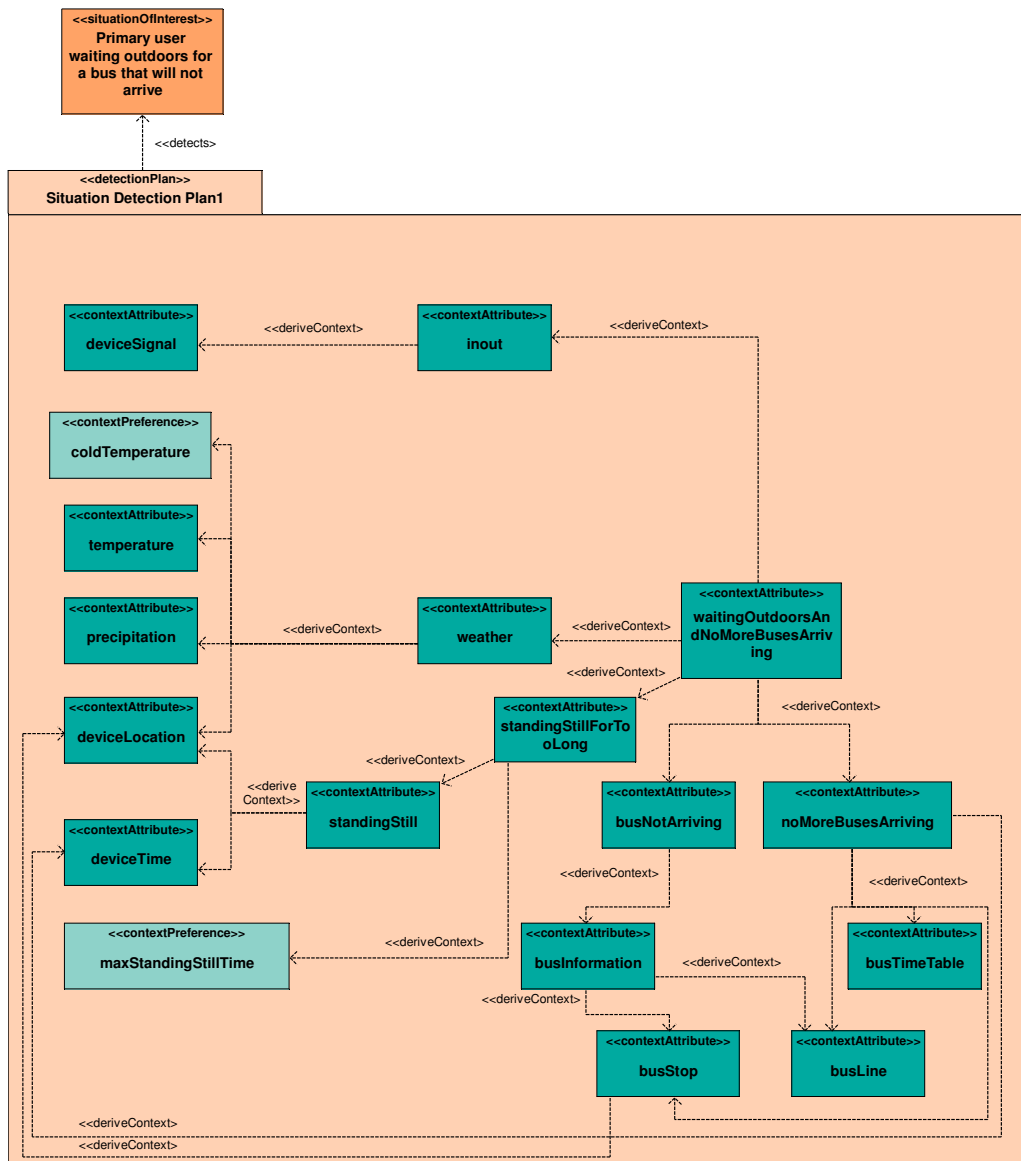 <<situationOfInterest>>
Primary user
waiting outdoors for
a bus that will not
arrive
<<detects>
<<detectionPlan>>
Situation Detection Plan1
<<contextAttribute>>
deviceSignal
<<deriveContext>
<<contextAttribute>>
inout
<<deriveContext>
<<contextPreference>>
coldTemperature
<<contextAttribute>>
temperature
<<contextAttribute>>
precipitation
<<deriveContext>
<<contextAttribute>>
weather
<<deriveContext>
<<contextAttribute>>
waitingOutdoorsAn
dNoMoreBusesArriv
ing
<<deriveContext>
<<deriveContext>
<<contextAttribute>>
deviceLocation
<<contextAttribute>>
standingStillForTo
oLong
<<deriveContext>
<<derive
Context>>
<<contextAttribute>>
standingStill
<<contextAttribute>>
busNotArriving
<<contextAttribute>>
noMoreBusesArriving
<<contextAttribute>>
deviceTime
<<deriveContext>
<<deriveContext>
<<contextPreference>>
maxStandingStillTime
<<deriveContext>
<<contextAttribute>>
busInformation
<<deriveContext>
<<contextAttribute>>
busTimeTable
<<deriveContext>
<<contextAttribute>>
busStop
<<contextAttribute>>
busLine
<<deriveContext>
<<deriveContext>